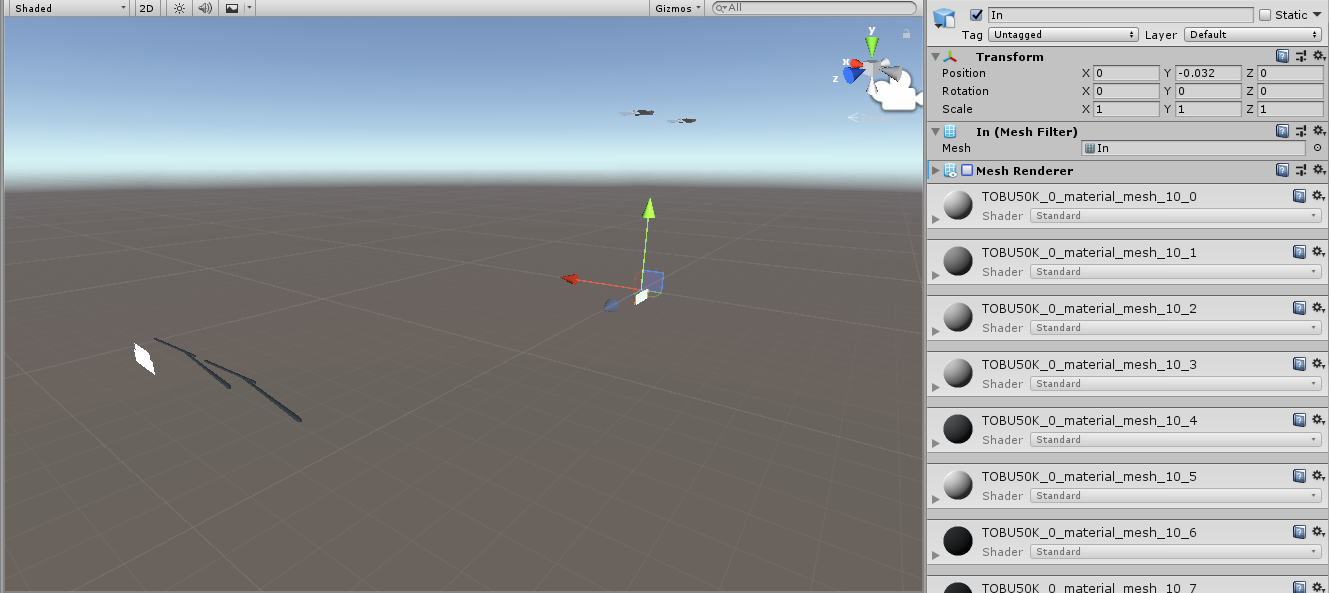 Shaded 2D Gizmos All
y
x
z
In Static
Tag Untagged Layer Default
Transform
Position X 0 Y -0.032 Z 0
Rotation X 0 Y 0 Z 0
Scale X 1 Y 1 Z 1
In (Mesh Filter)
Mesh In
Mesh Renderer
TOBU50K_0_material_mesh_10_0
Shader Standard
TOBU50K_0_material_mesh_10_1
Shader Standard
TOBU50K_0_material_mesh_10_2
Shader Standard
TOBU50K_0_material_mesh_10_3
Shader Standard
TOBU50K_0_material_mesh_10_4
Shader Standard
TOBU50K_0_material_mesh_10_5
Shader Standard
TOBU50K_0_material_mesh_10_6
Shader Standard
TOBU50K_0_material_mesh_10_7